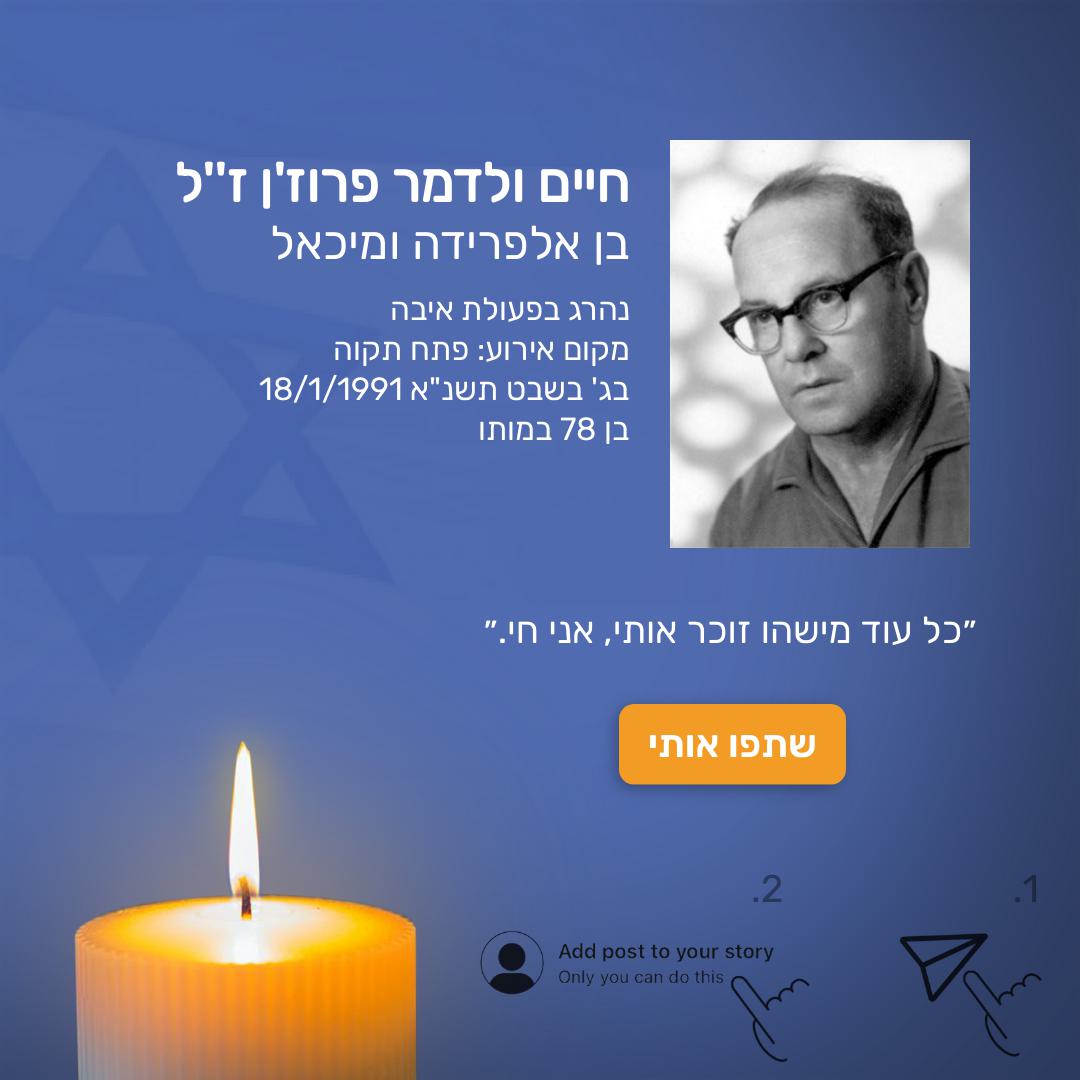 חיים ולדמר פרוז'ן ז"ל
בן אלפרידה ומיכאל
נהרג בפעולת איבה
מקום אירוע: פתח תקוה
בג' בשבט תשנ"א 18/1/1991
בן 78 במותו
״כל עוד מישהו זוכר אותי, אני חי.״
שתפו אותי
1.
2.
Add post to your story
Only you can do this